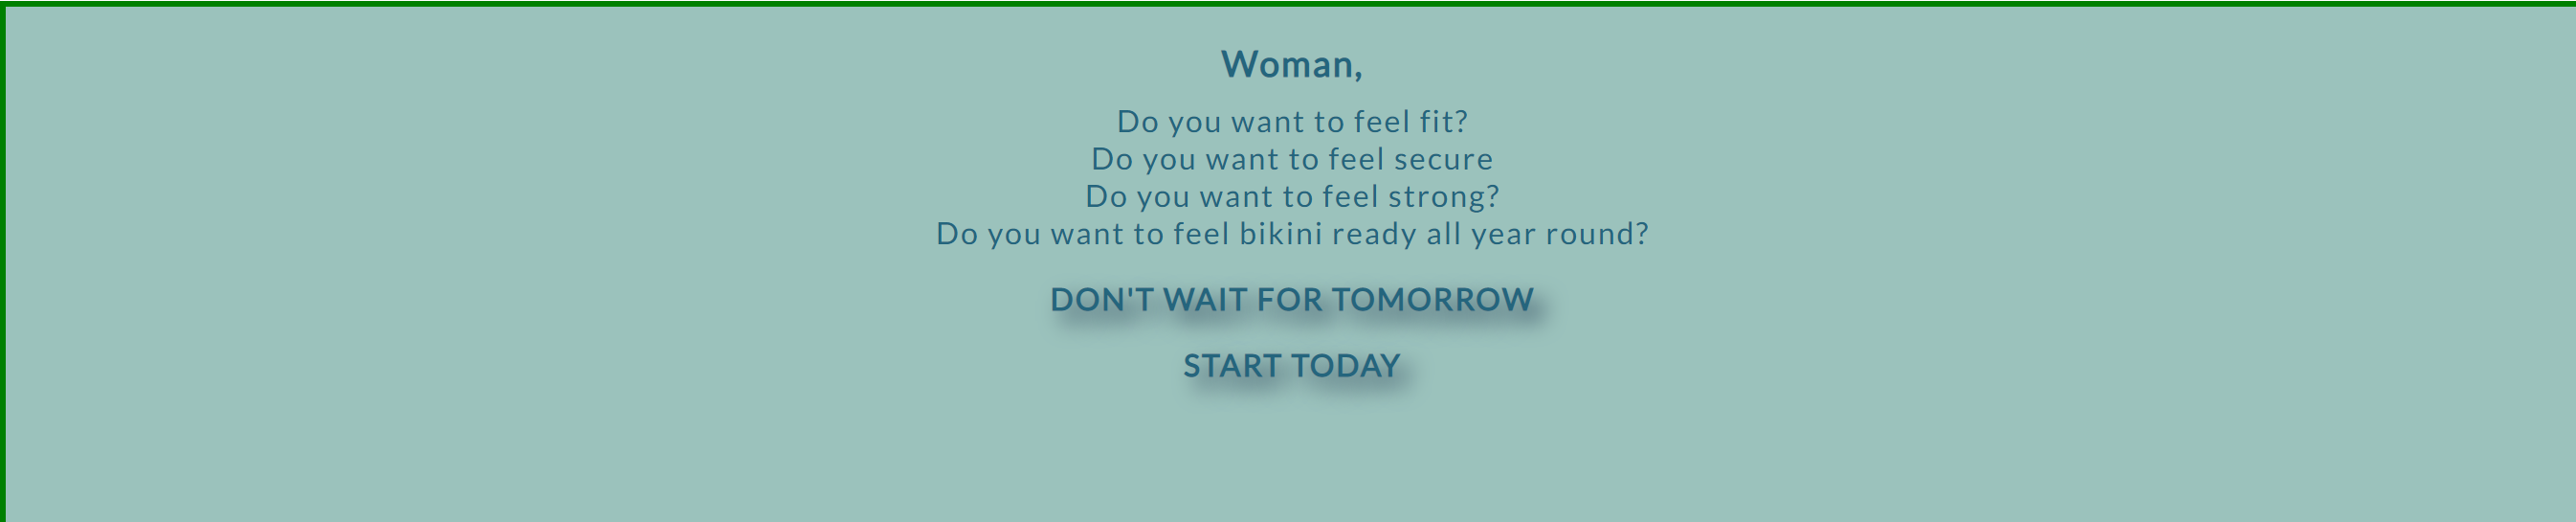 Woman,
Do you want to feel fit?
Do you want to feel secure
Do you want to feel strong?
Do you want to feel bikini ready all year round?
DON'T WAIT FOR TOMORROW
START TODAY